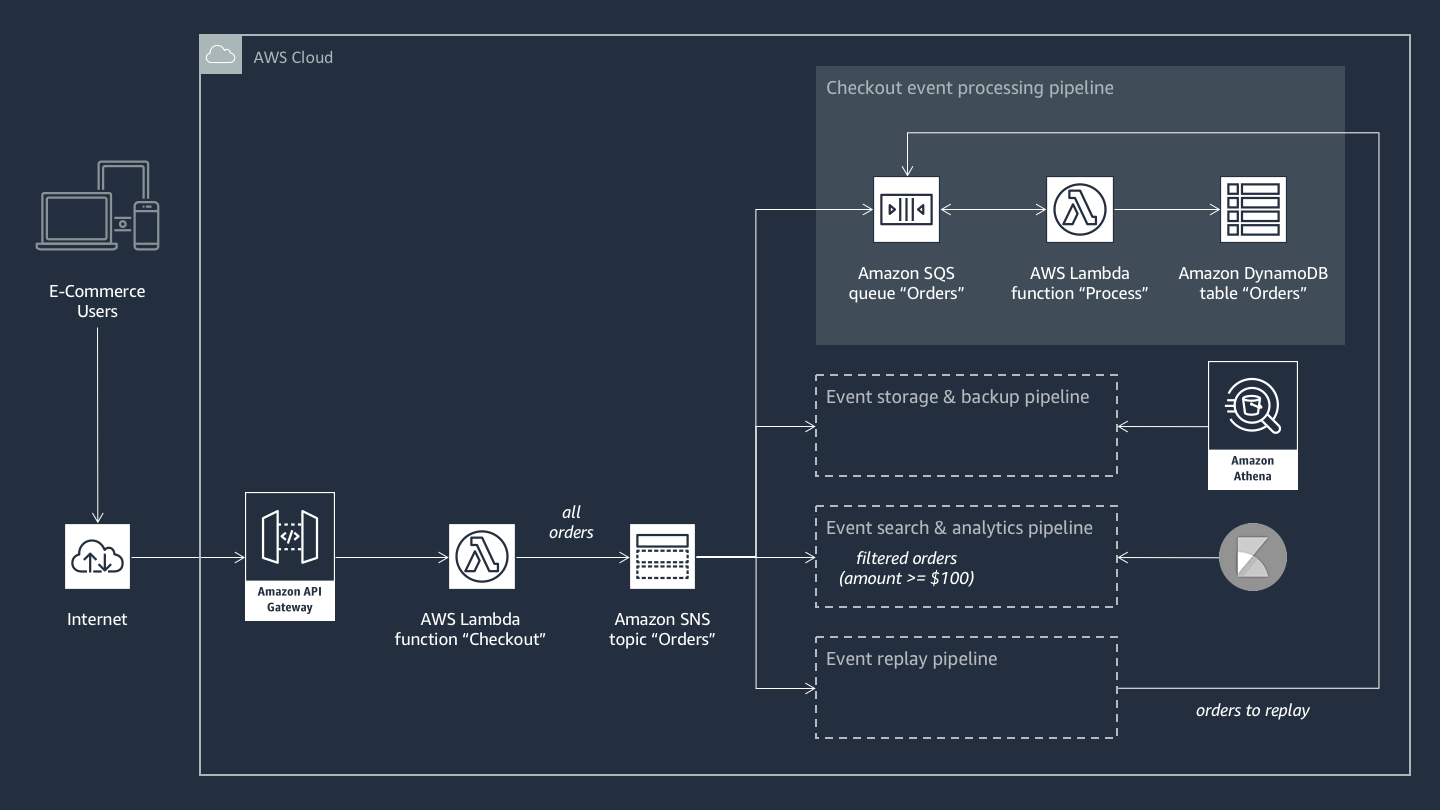 AWS Cloud
Checkout event processing pipeline
Amazon SQS
queue “Orders”
AWS Lambda
function “Process”
Amazon DynamoDB
table “Orders”
E-Commerce
Users
Event storage & backup pipeline
Amazon
Athena
all
orders
Event search & analytics pipeline
filtered orders
(amount >= $100)
Internet
Amazon API
Gateway
AWS Lambda
function “Checkout”
Amazon SNS
topic “Orders”
Event replay pipeline
orders to replay